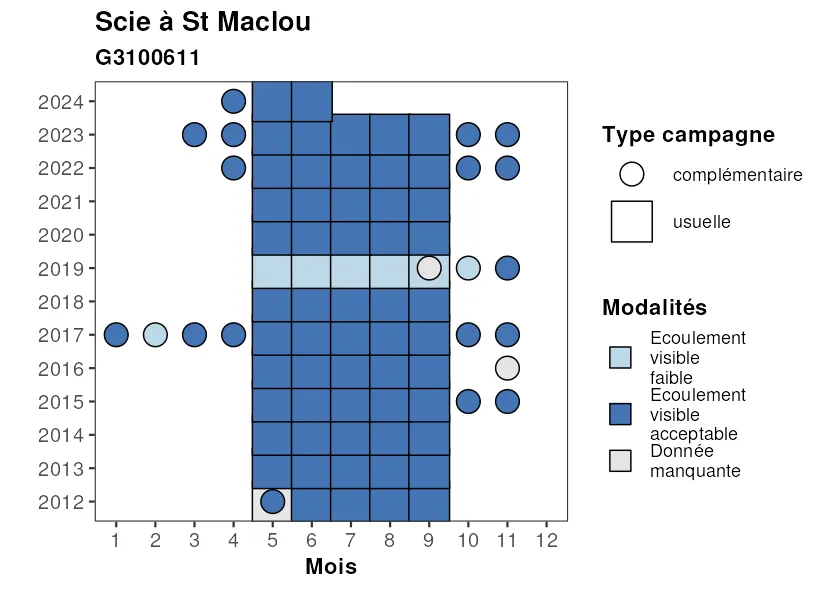 Scie à St Maclou
G3100611
2024
2023
2022
2021
2020
2019
2018
2017
2016
2015
2014
2013
2012
1 2 3 4 5 6 7 8 9 10 11 12
Mois
Type campagne
complémentaire
usuelle
Modalités
Ecoulement
visible
faible
Ecoulement
visible
acceptable
Donnée
manquante